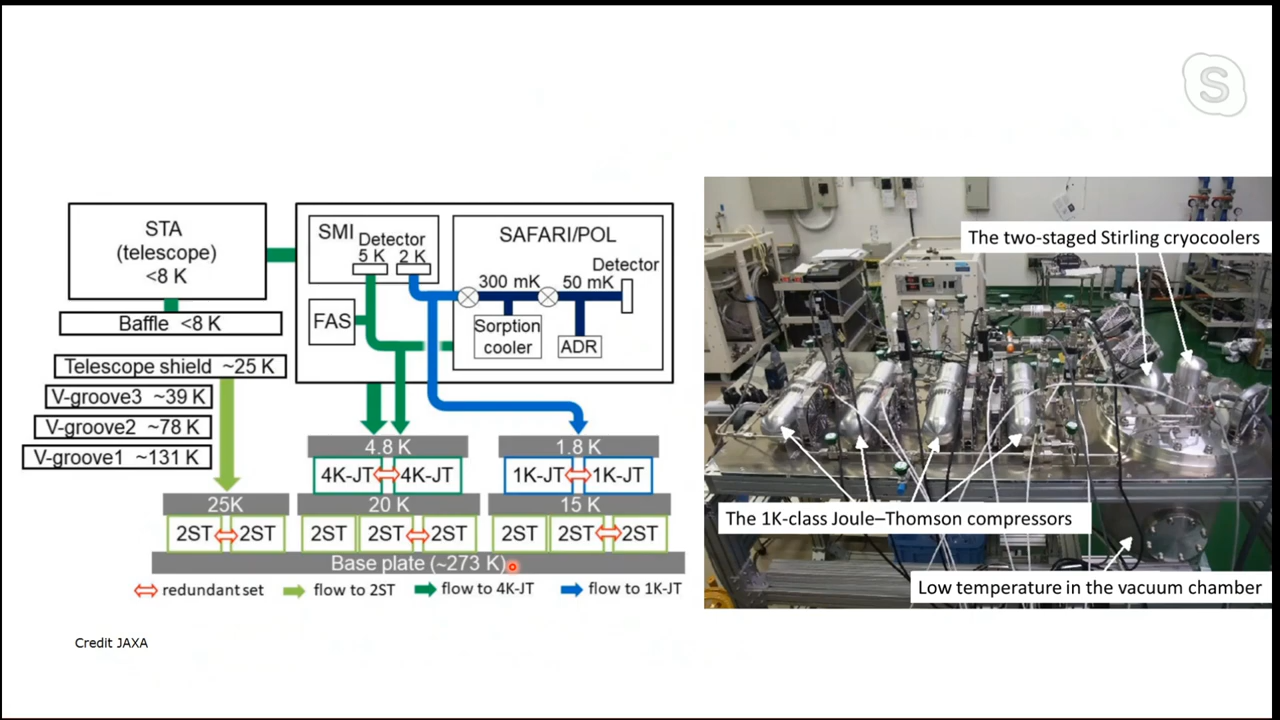 STA
(telescope)
<8 K
Baffle <8 K
Telescope shield ~25 K
V-groove3 ~39 K
V-groove2 ~78 K
V-groove1 ~131 K
SMI
Detector
5 K 2 K
FAS
SAFARI/POL
Detector
300 mK 50 mK
Sorption
cooler
ADR
4.8 K
1.8 K
4K-JT 4K-JT
1K-JT 1K-JT
25K
20 K
15 K
2ST 2ST
2ST 2ST 2ST
2ST 2ST 2ST
Base plate (~273 K)
redundant set
flow to 2ST
flow to 4K-JT
flow to 1K-JT
Credit JAXA
S
The two-staged Stirling cryocoolers
The 1K-class Joule–Thomson compressors
Low temperature in the vacuum chamber